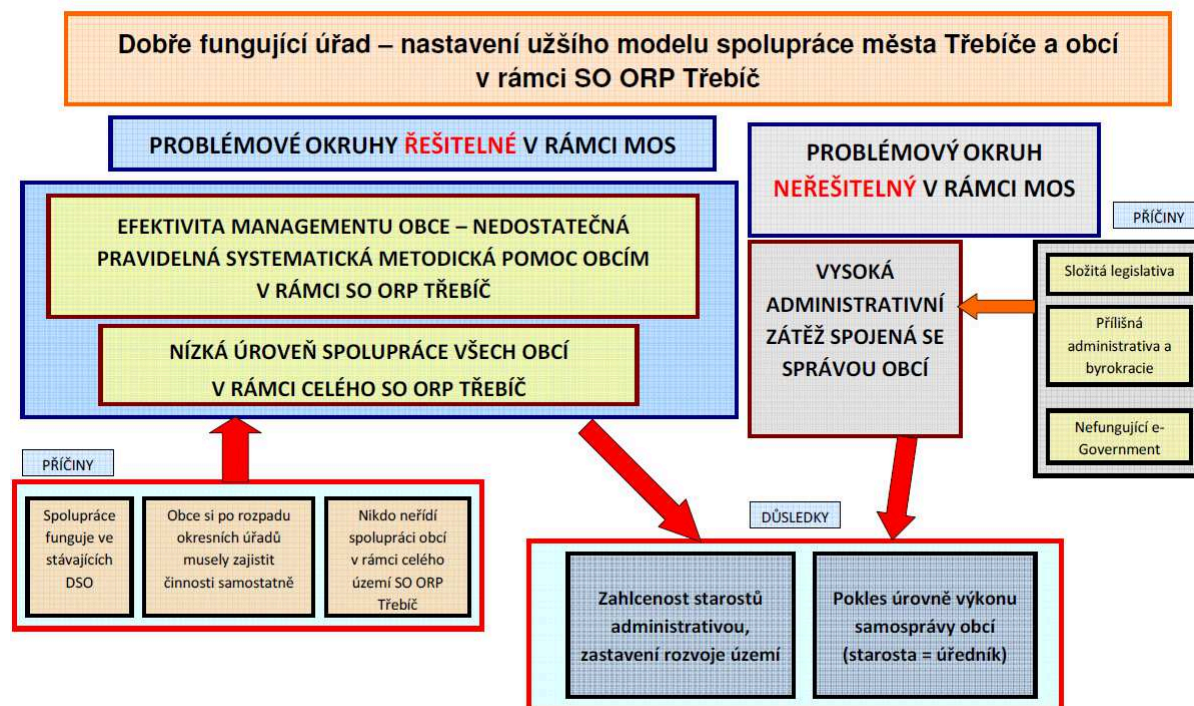 Dobře fungující úřad – nastavení užšího modelu spolupráce města Třebíče a obcí
v rámci SO ORP Třebíč
PROBLÉMOVÉ OKRUHY ŘEŠITELNÉ V RÁMCI MOS
EFEKTIVITA MANAGEMENTU OBCE – NEDOSTATEČNÁ
PRAVIDELNÁ SYSTEMATICKÁ METODICKÁ POMOC OBCÍM
V RÁMCI SO ORP TŘEBÍČ
NÍZKÁ ÚROVEŇ SPOLUPRÁCE VŠECH OBCÍ
V RÁMCI CELÉHO SO ORP TŘEBÍČ
PROBLÉMOVÝ OKRUH
NEŘEŠITELNÝ V RÁMCI MOS
VYSOKÁ
ADMINISTRATIVNÍ
ZÁTĚŽ SPOJENÁ SE
SPRÁVOU OBCÍ
PŘÍČINY
Složitá legislativa
Přílišná
administrativa a
byrokracie
Nefungující e-
Government
PŘÍČINY
Spolupráce
funguje ve
stávajících
DSO
Obce si po rozpadu
okresních úřadů
musely zajistit
činnosti samostatně
Nikdo neřídí
spolupráci obcí
v rámci celého
území SO ORP
Třebíč
DŮSLEDKY
Zahlcenost starostů
administrativou,
zastavení rozvoje území
Pokles úrovně výkonu
samosprávy obcí
(starosta = úředník)